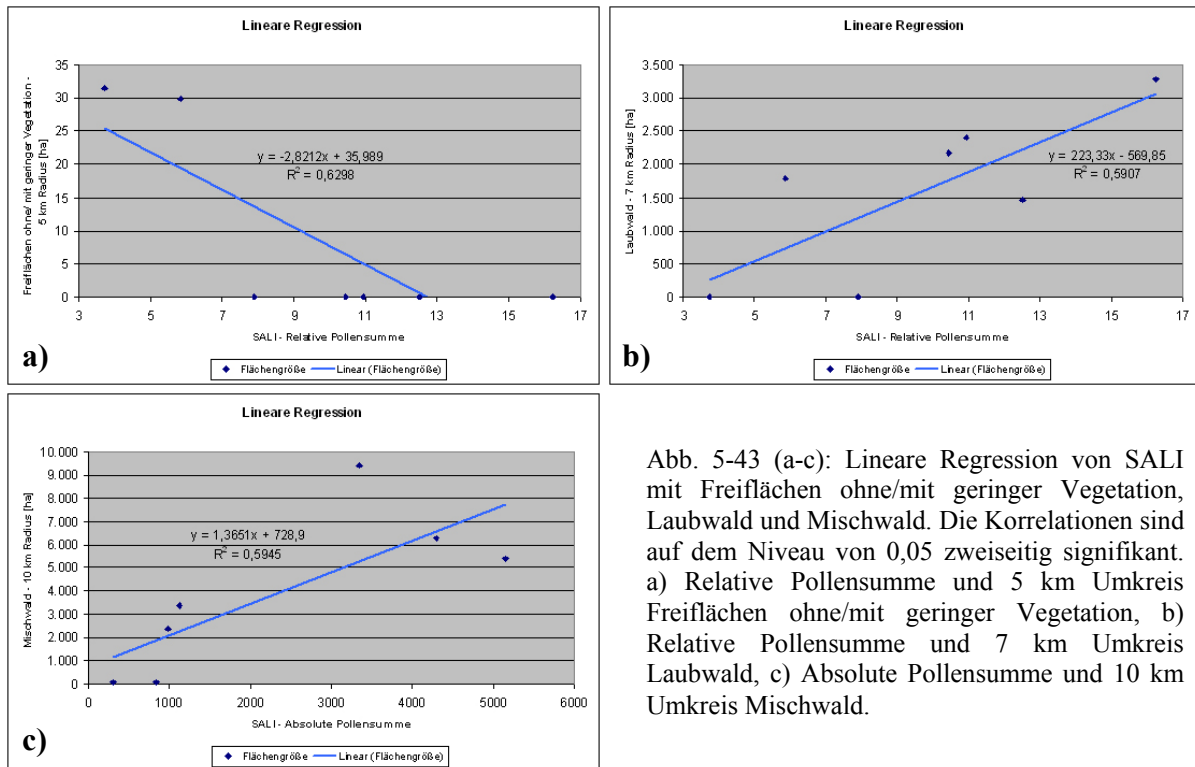 Lineare Regression
Freiflächen ohne/ mit geringer Vegetation -
5 km Radius [ha]
35
30
25
20
15
10
5
0
y = -2,8212x + 35,989
R² = 0,6298
3 5 7 9 11 13 15 17
SALI - Relative Pollensumme
Flächengröße Linear (Flächengröße)
a)
Lineare Regression
Laubwald - 7 km Radius [ha]
3.500
3.000
2.500
2.000
1.500
1.000
500
0
y = 223,33x - 569,85
R² = 0,5907
3 5 7 9 11 13 15 17
SALI - Relative Pollensumme
Flächengröße Linear (Flächengröße)
b)
Lineare Regression
Mischwald - 10 km Radius [ha]
10.000
9.000
8.000
7.000
6.000
5.000
4.000
3.000
2.000
1.000
0
y = 1,3651x + 728,9
R² = 0,5945
0 1000 2000 3000 4000 5000 6000
SALI - Absolute Pollensumme
Flächengröße Linear (Flächengröße)
c)
Abb. 5-43 (a-c): Lineare Regression von SALI
mit Freiflächen ohne/mit geringer Vegetation,
Laubwald und Mischwald. Die Korrelationen sind
auf dem Niveau von 0,05 zweiseitig signifikant.
a) Relative Pollensumme und 5 km Umkreis
Freiflächen ohne/mit geringer Vegetation, b)
Relative Pollensumme und 7 km Umkreis
Laubwald, c) Absolute Pollensumme und 10 km
Umkreis Mischwald.